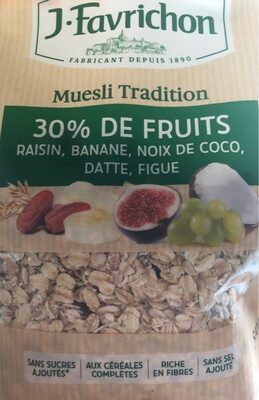 J.Favrichon
FABRICANT DEPUIS 1890
Muesli Tradition
30% DE FRUITS
RAISIN, BANANE, NOIX DE COCO,
DATTE, FIGUE
SANS SUCRES
AJOUTÉS*
AUX CÉRÉALES
COMPLÈTES
RICHE
EN FIBRES
SANS SEL
AJOUTÉ